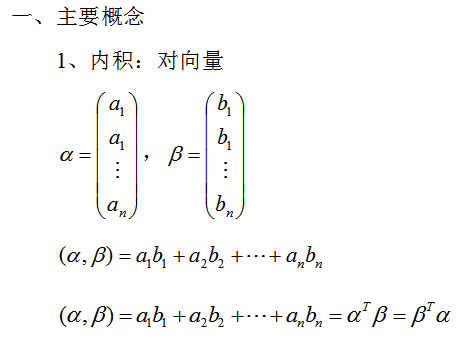 一、主要概念
1、内积：对向量
α = (a₁ a₁ ⋮ aₙ)，β = (b₁ b₁ ⋮ bₙ)
(α, β) = a₁b₁ + a₂b₂ + ⋯ + aₙbₙ
(α, β) = a₁b₁ + a₂b₂ + ⋯ + aₙbₙ = αᵀβ = βᵀα